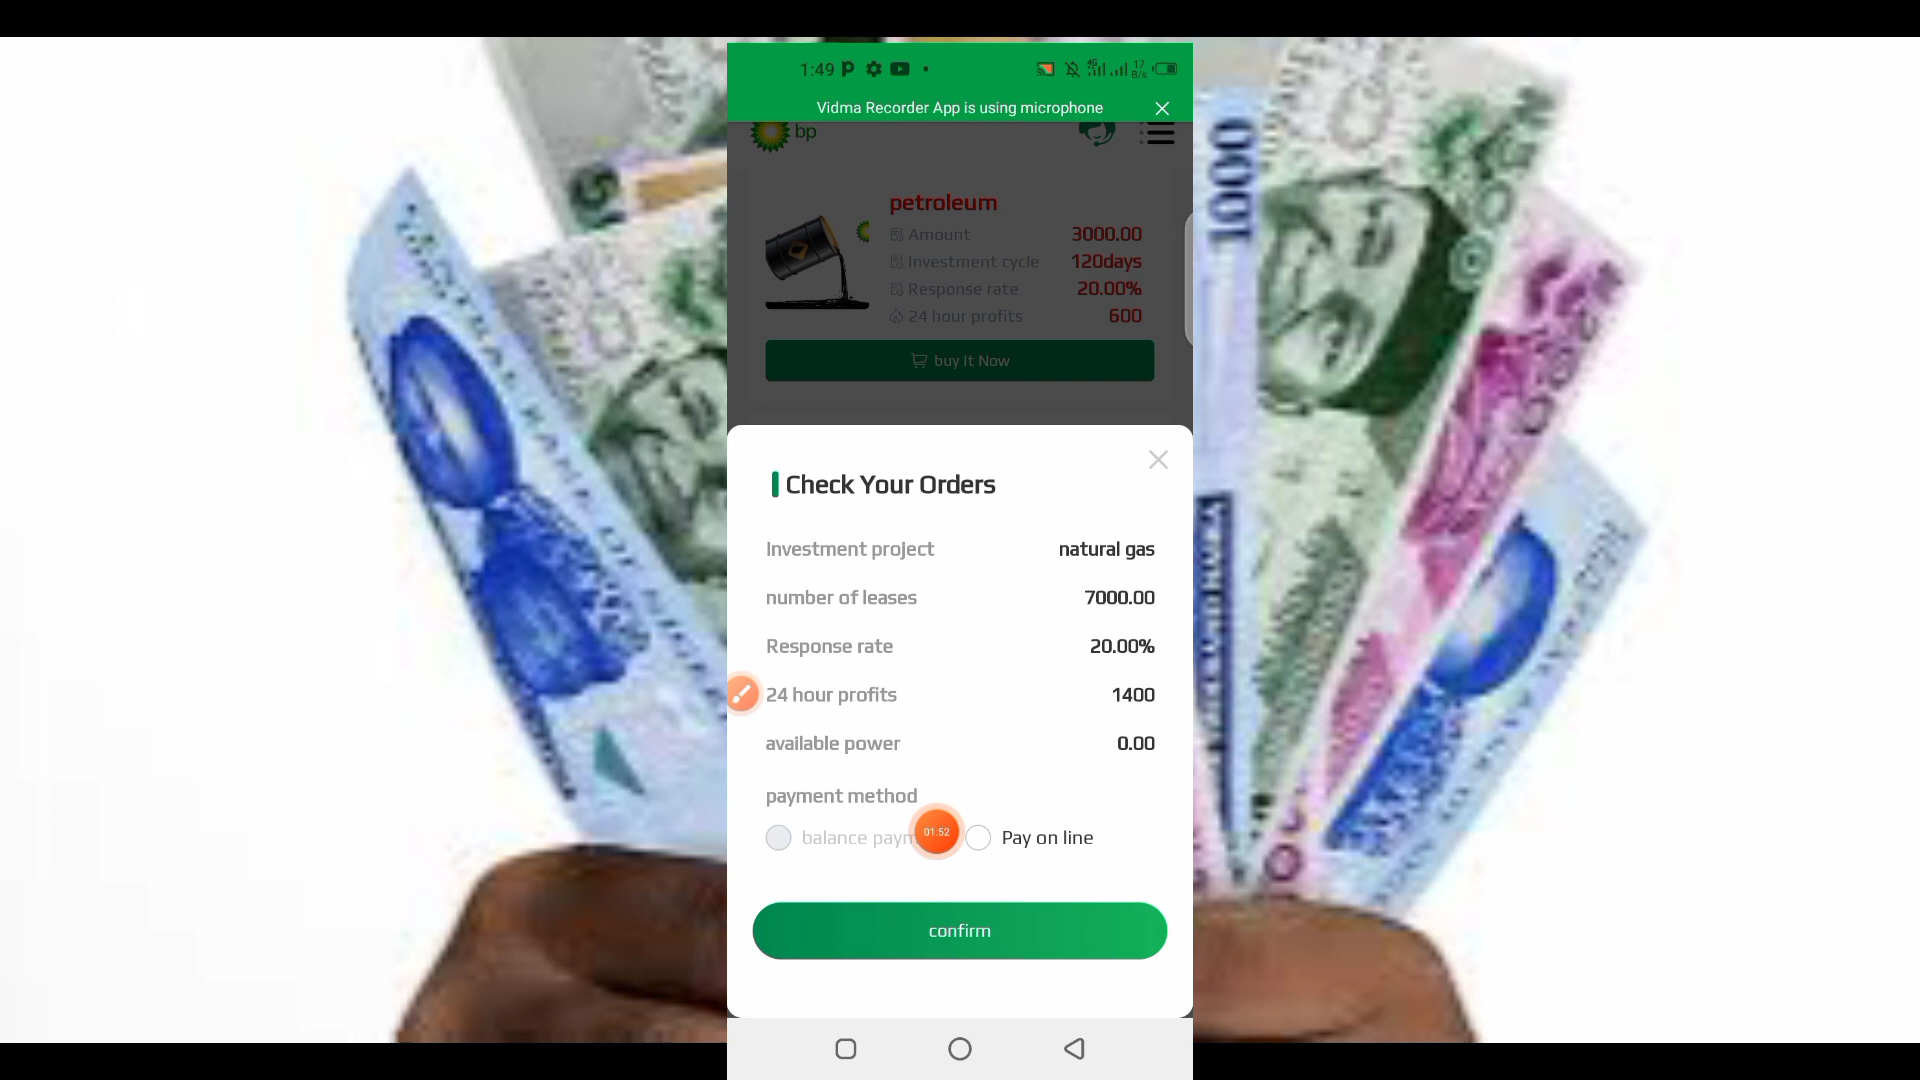 1:49
4G
17
B/s
Vidma Recorder App is using microphone
bp
petroleum
Amount 3000.00
Investment cycle 120days
Response rate 20.00%
24 hour profits 600
buy It Now
Check Your Orders
Investment project natural gas
number of leases 7000.00
Response rate 20.00%
24 hour profits 1400
available power 0.00
payment method
balance paym
01:52
Pay on line
confirm
1000